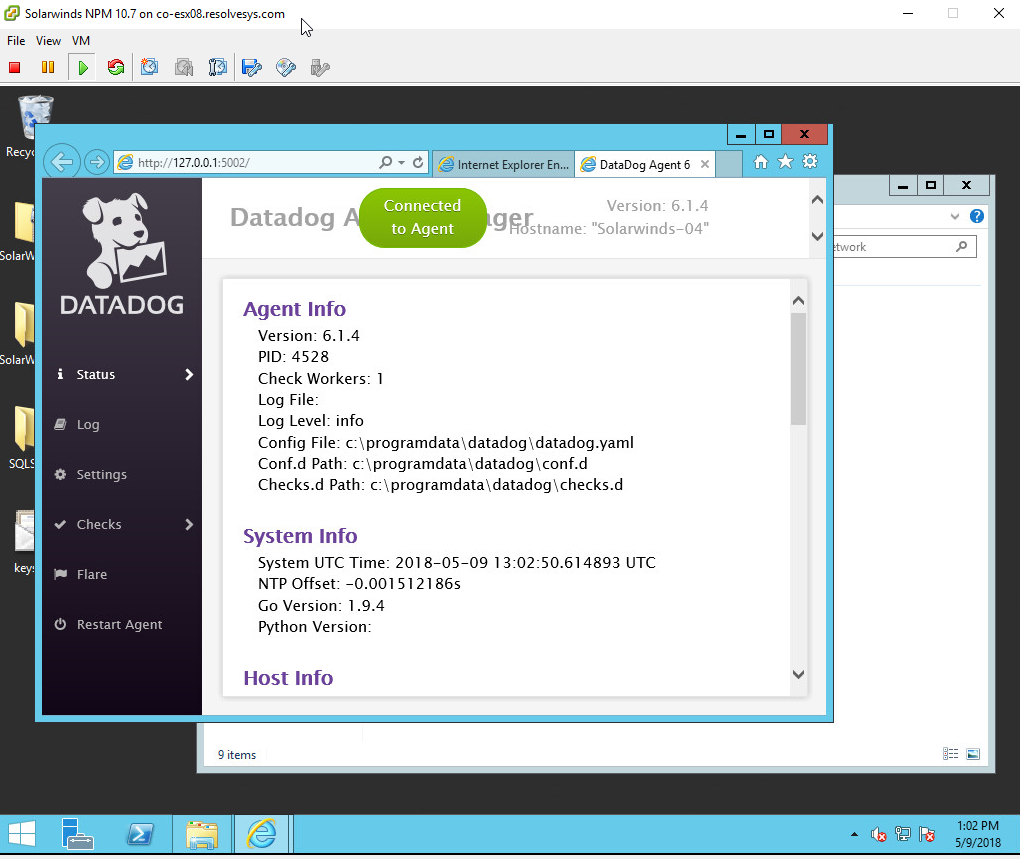 Solarwinds NPM 10.7 on co-esx08.resolvesys.com
File View VM
http://127.0.0.1:5002/
Internet Explorer En...
DataDog Agent 6
Datadog A
ger
Connected
to Agent
Version: 6.1.4
Hostname: "Solarwinds-04"
DATADOG
Status
Log
Settings
Checks
Flare
Restart Agent
Agent Info
Version: 6.1.4
PID: 4528
Check Workers: 1
Log File:
Log Level: info
Config File: c:\programdata\datadog\datadog.yaml
Conf.d Path: c:\programdata\datadog\conf.d
Checks.d Path: c:\programdata\datadog\checks.d
System Info
System UTC Time: 2018-05-09 13:02:50.614893 UTC
NTP Offset: -0.001512186s
Go Version: 1.9.4
Python Version:
Host Info
Recyc
SolarW
SolarW
SQLS
keys
etwork
9 items
1:02 PM
5/9/2018